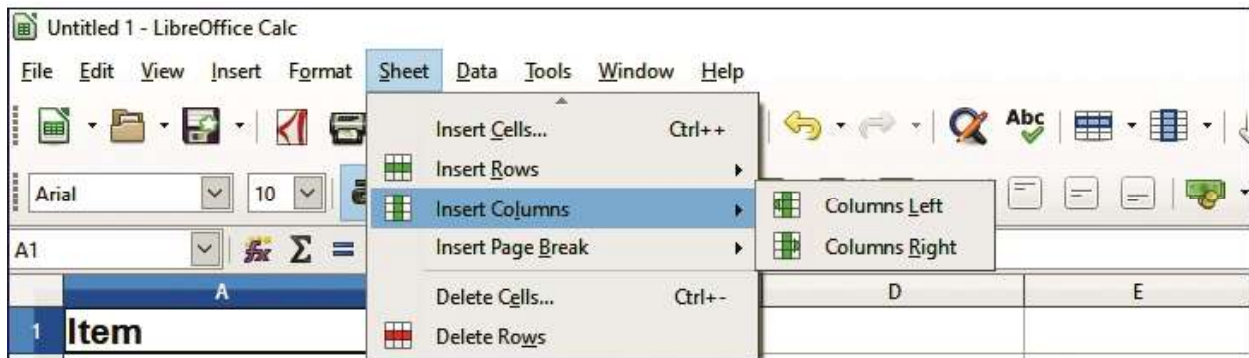 Untitled 1 - LibreOffice Calc
File Edit View Insert Format Sheet Data Tools Window Help
Insert Cells... Ctrl++
Abc
Insert Rows
Arial 10
Insert Columns
Columns Left
A1
Insert Page Break
Columns Right
A D E
Delete Cells... Ctrl+-
1 Item
Delete Rows